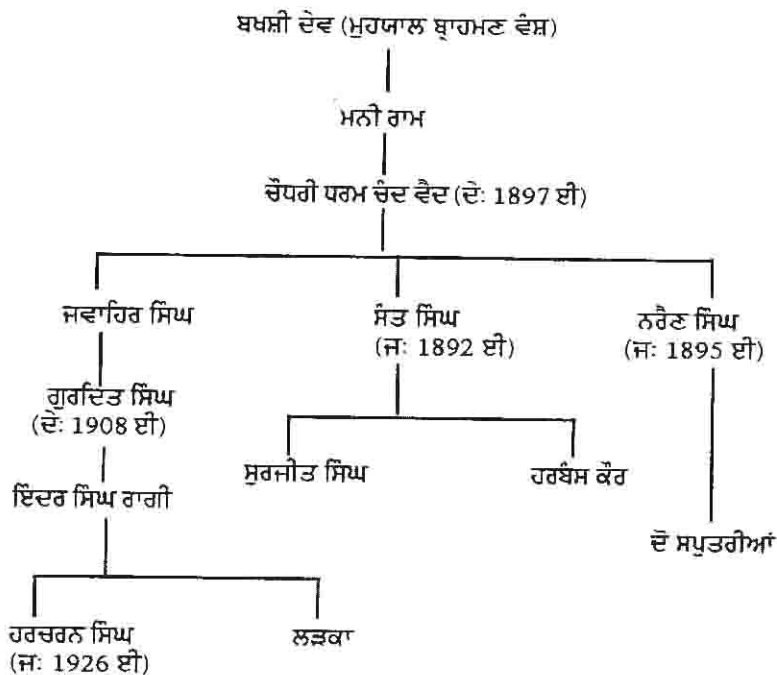 ਬਖਸ਼ੀ ਦੇਵ (ਮੁਹਯਾਲ ਬ੍ਰਾਹਮਣ ਵੰਸ਼)
ਮਨੀ ਰਾਮ
ਚੌਧਰੀ ਧਰਮ ਚੰਦ ਵੈਦ (ਦੇਃ 1897 ਈ)
ਜਵਾਹਿਰ ਸਿੰਘ
ਸੰਤ ਸਿੰਘ
(ਜਃ 1892 ਈ)
ਨਰੈਣ ਸਿੰਘ
(ਜਃ 1895 ਈ)
ਗੁਰਦਿਤ ਸਿੰਘ
(ਦੇਃ 1908 ਈ)
ਸੁਰਜੀਤ ਸਿੰਘ
ਹਰਬੰਸ ਕੌਰ
ਇੰਦਰ ਸਿੰਘ ਰਾਗੀ
ਦੋ ਸਪੁਤਰੀਆਂ
ਹਰਚਰਨ ਸਿੰਘ
(ਜਃ 1926 ਈ)
ਲੜਕਾ